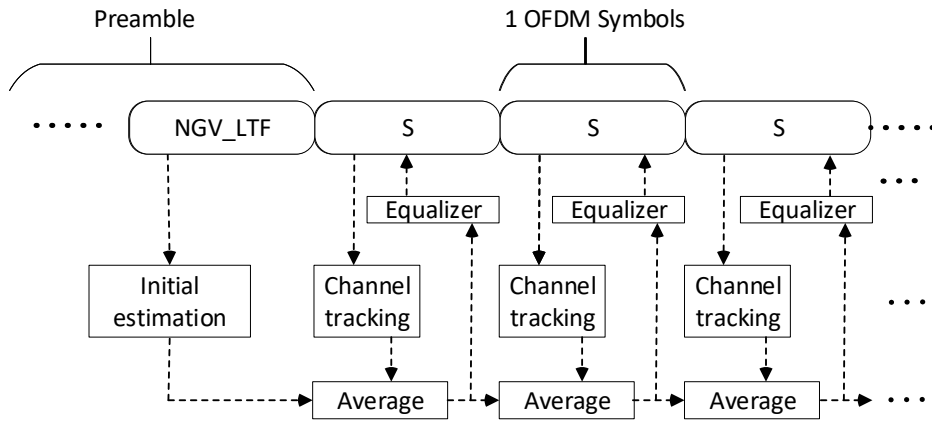 Preamble
1 OFDM Symbols
NGV_LTF
S
S
S
Equalizer
Equalizer
Equalizer
Initial
estimation
Channel
tracking
Channel
tracking
Channel
tracking
Average
Average
Average